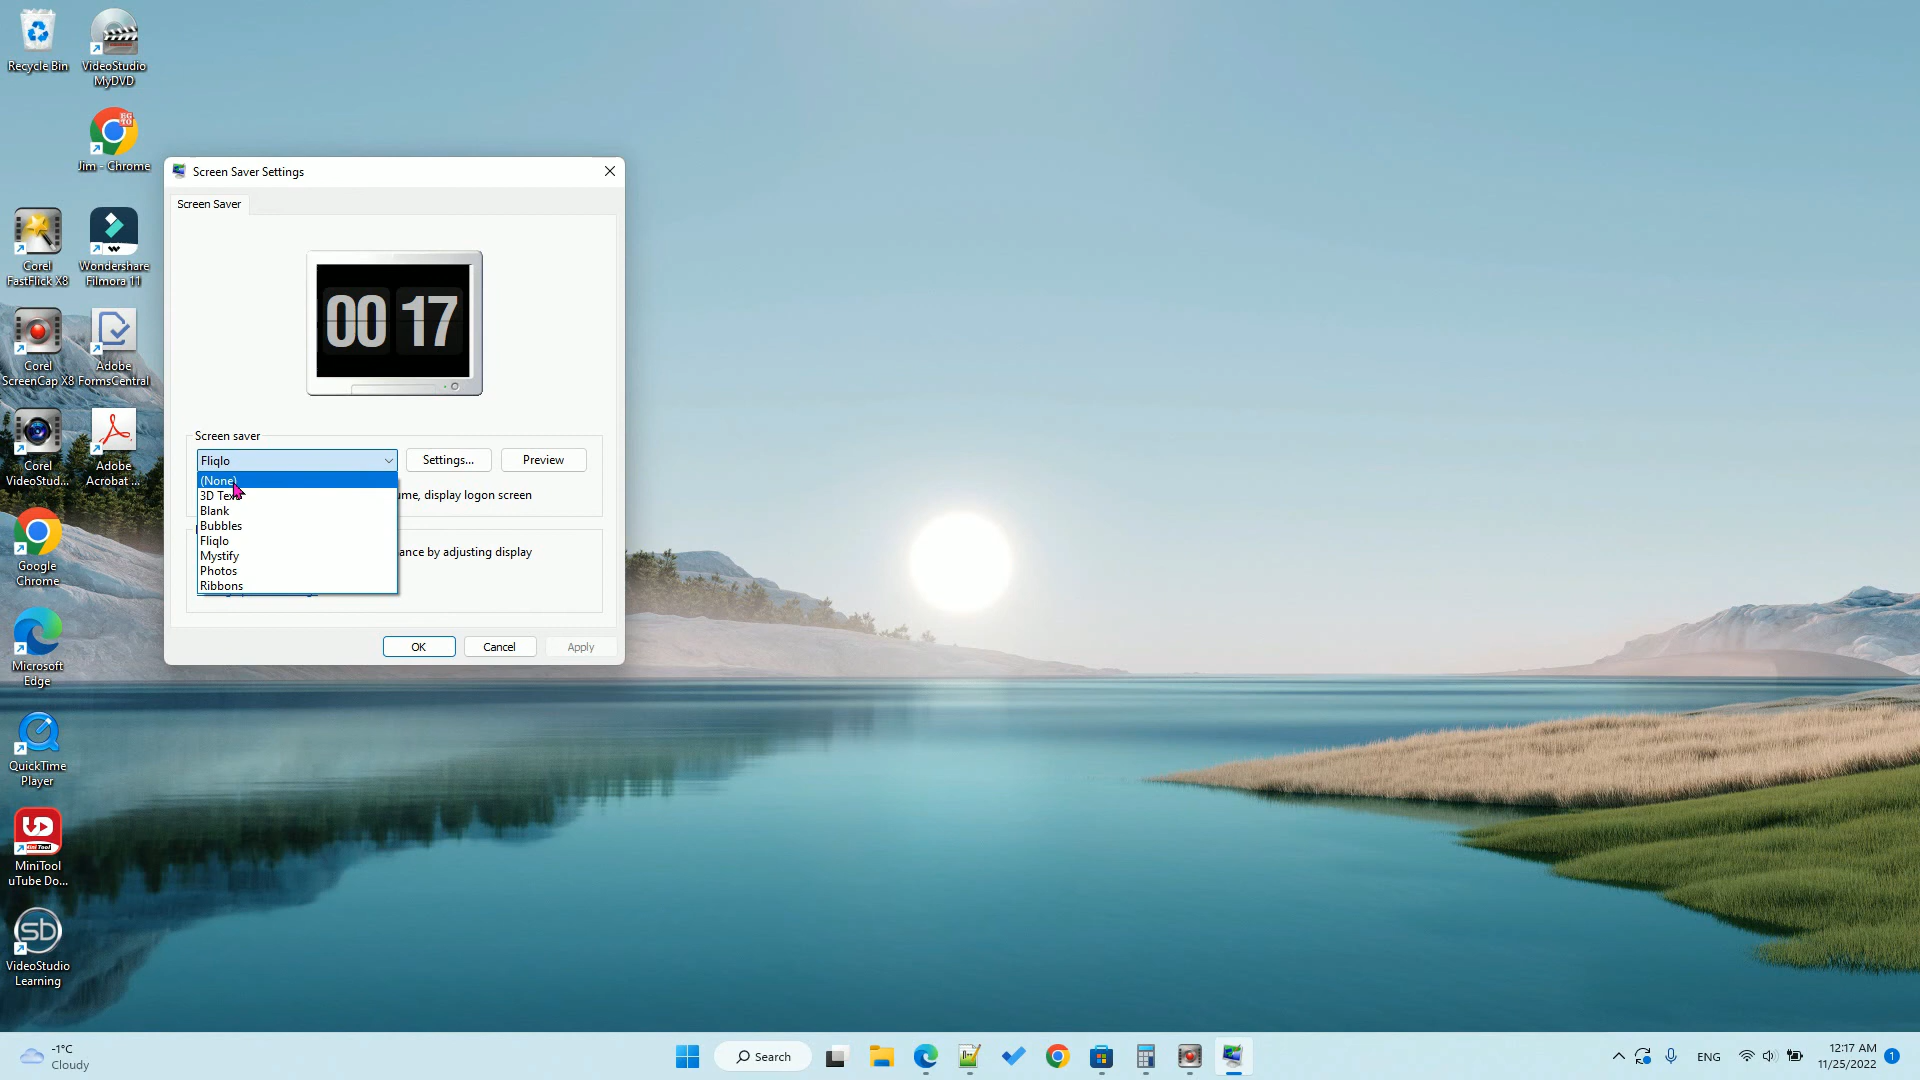 Recycle Bin
VideoStudio
MyDVD
Jim - Chrome
Corel
FastFlick X8
Wondershare
Filmora 11
Corel
ScreenCap X8
Adobe
FormsCentral
Corel
VideoStud...
Adobe
Acrobat ...
Google
Chrome
Microsoft
Edge
QuickTime
Player
MiniTool
uTube Do...
VideoStudio
Learning
Screen Saver Settings
Screen Saver
00 17
Screen saver
Fliqlo
Settings...
Preview
(None)
3D Text
Blank
Bubbles
Fliqlo
Mystify
Photos
Ribbons
display logon screen
by adjusting display
OK
Cancel
Apply
-1°C
Cloudy
Search
ENG
12:17 AM
11/25/2022
1